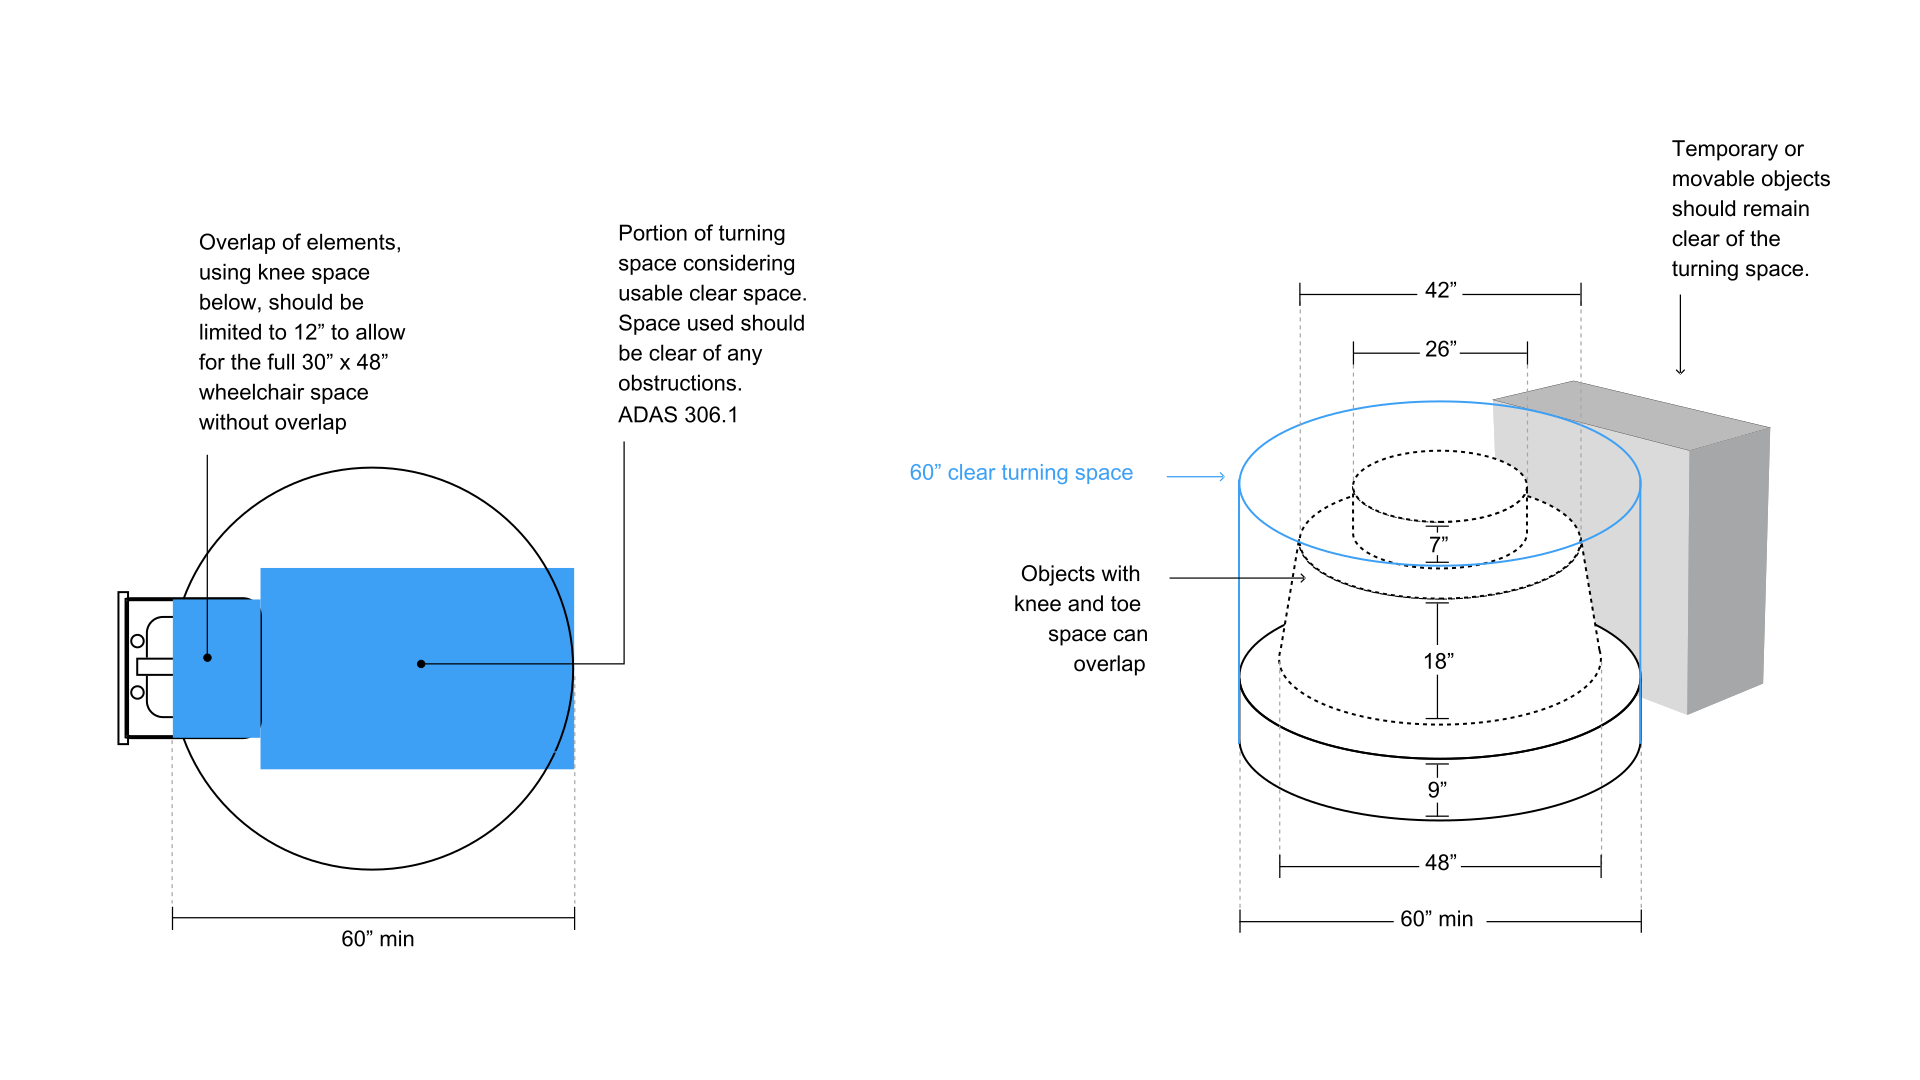 Overlap of elements,
using knee space
below, should be
limited to 12” to allow
for the full 30” x 48”
wheelchair space
without overlap
Portion of turning
space considering
usable clear space.
Space used should
be clear of any
obstructions.
ADAS 306.1
60” min
Temporary or
movable objects
should remain
clear of the
turning space.
42”
26”
60” clear turning space
7”
Objects with
knee and toe
space can
overlap
18”
9”
48”
60” min